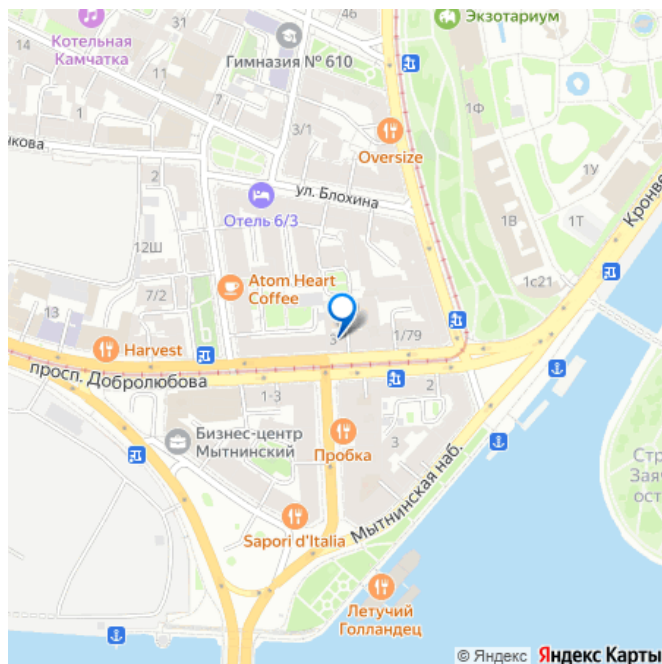 Котельная
Камчатка
31
14
46
Гимназия № 610
Экзотариум
11
7
1
3/1
1Ф
Oversize
нкова
2
ул. Блохина
1У
1В
1Т
Кронве
12Ш
Отель 6/3
1с21
7/2
Atom Heart
Coffee
13
3
1/79
Harvest
просп. Добролюбова
2
1-3
Бизнес-центр
Мытнинский
Пробка
3
Мытнинская наб.
Стр
Заяч
ост
Sapori d'Italia
Летучий
Голландец
© Яндекс Яндекс Карты